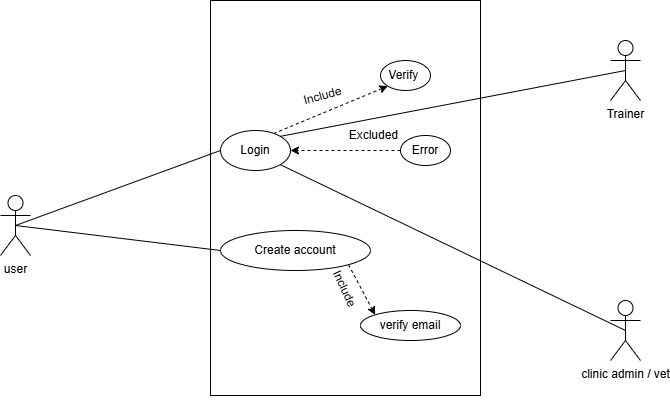 Verify
Include
Trainer
Excluded
Login
Error
user
Create account
Include
verify email
clinic admin / vet